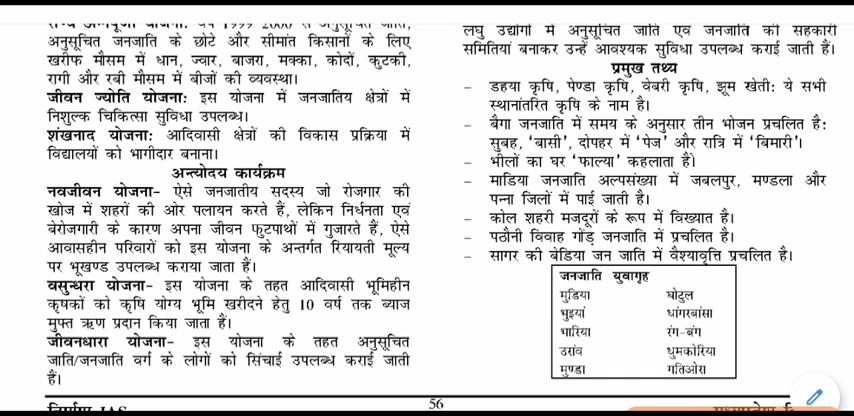 राज्य अन्नपूर्णा योजना: वर्ष 1999-2000 से अनुसूचित जाति,
अनुसूचित जनजाति के छोटे और सीमांत किसानों के लिए
खरीफ मौसम में धान, ज्वार, बाजरा, मक्का, कोदों, कुटकी,
रागी और रबी मौसम में बीजों की व्यवस्था।
जीवन ज्योति योजना: इस योजना में जनजातिय क्षेत्रों में
निशुल्क चिकित्सा सुविधा उपलब्ध।
शंखनाद योजना: आदिवासी क्षेत्रों की विकास प्रक्रिया में
विद्यालयों को भागीदार बनाना।
अन्त्योदय कार्यक्रम
नवजीवन योजना- ऐसे जनजातीय सदस्य जो रोजगार की
खोज में शहरों की ओर पलायन करते हैं, लेकिन निर्धनता एवं
बेरोजगारी के कारण अपना जीवन फुटपाथों में गुजारते हैं, ऐसे
आवासहीन परिवारों को इस योजना के अन्तर्गत रियायती मूल्य
पर भूखण्ड उपलब्ध कराया जाता हैं।
वसुन्धरा योजना- इस योजना के तहत आदिवासी भूमिहीन
कृषकों को कृषि योग्य भूमि खरीदने हेतु 10 वर्ष तक ब्याज
मुफ्त ऋण प्रदान किया जाता हैं।
जीवनधारा योजना- इस योजना के तहत अनुसूचित
जाति/जनजाति वर्ग के लोगों को सिंचाई उपलब्ध कराई जाती
हैं।
लघु उद्योगों में अनुसूचित जाति एवं जनजाति की सहकारी
समितियां बनाकर उन्हें आवश्यक सुविधा उपलब्ध कराई जाती हैं।
प्रमुख तथ्य
- डहया कृषि, पेण्डा कृषि, वेबरी कृषि, झूम खेती: ये सभी
स्थानांतरित कृषि के नाम है।
- बैगा जनजाति में समय के अनुसार तीन भोजन प्रचलित है:
सुबह, 'बासी', दोपहर में 'पेज' और रात्रि में 'बिमारी'।
- भीलों का घर 'फाल्या' कहलाता हैं।
- माडिया जनजाति अल्पसंख्या में जबलपुर, मण्डला और
पन्ना जिलों में पाई जाती है।
- कोल शहरी मजदूरों के रूप में विख्यात है।
- पठौनी विवाह गोंड़ जनजाति में प्रचलित है।
- सागर की बेडिया जन जाति में वैश्यावृत्ति प्रचलित है।
जनजाति युवागृह
मुडिया घोटुल
भुइयां धांगरबांसा
भारिया रंग-बंग
उरांव धुमकोरिया
मुण्डा गतिओरा
56